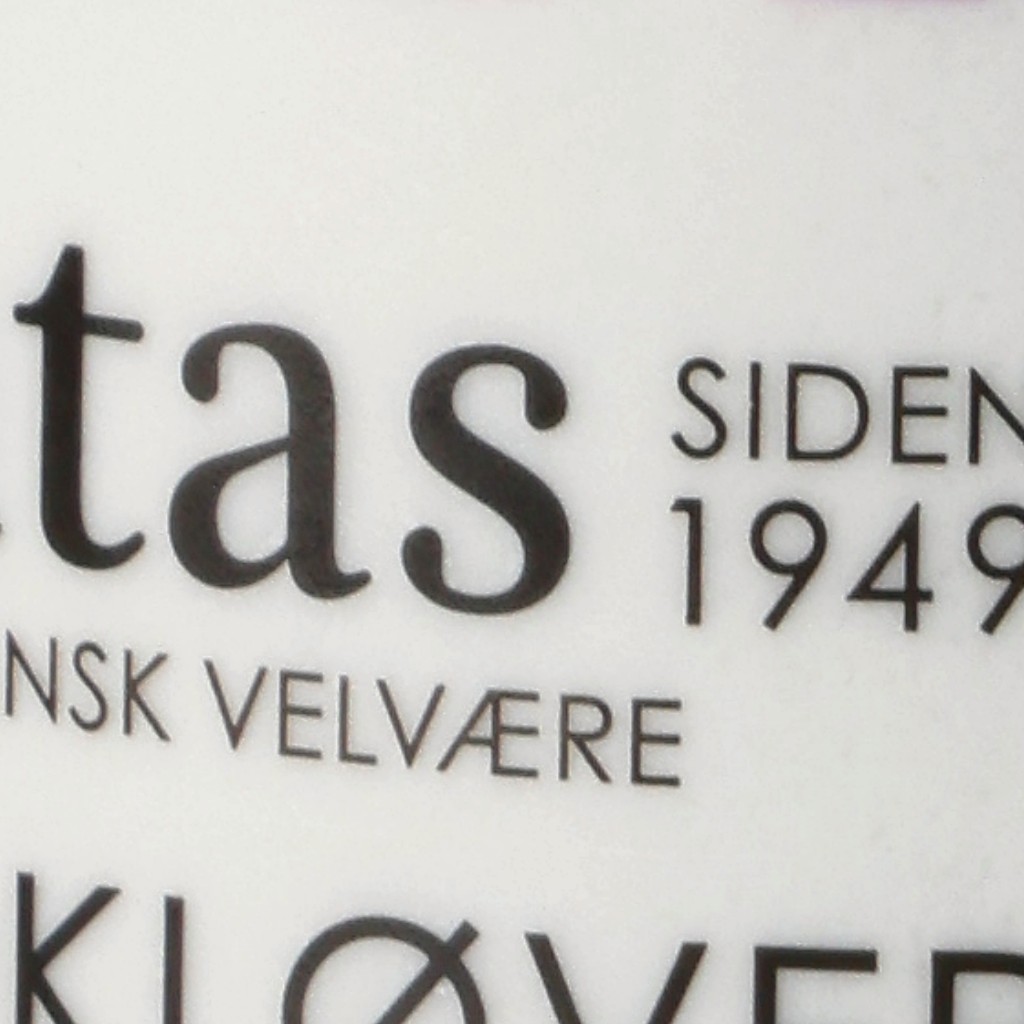 tas
SIDEN
1949
NSK VELVÆRE
KLØVER